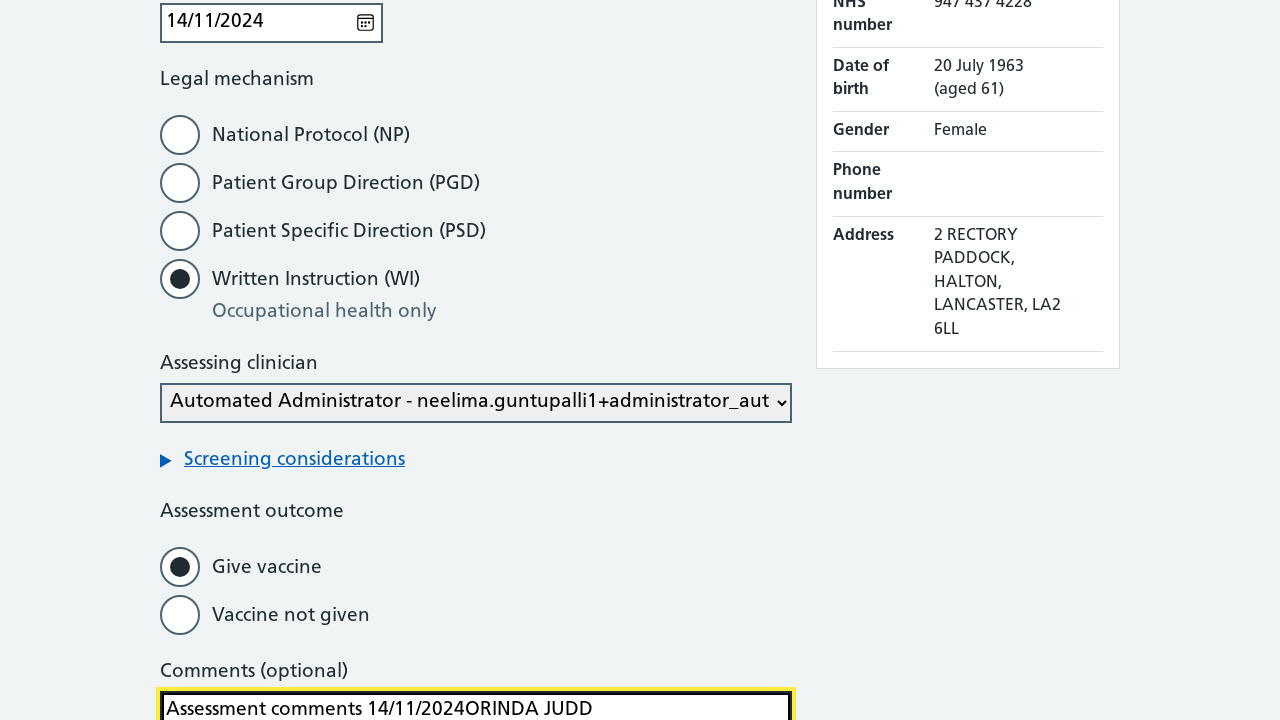 14/11/2024
Legal mechanism
National Protocol (NP)
Patient Group Direction (PGD)
Patient Specific Direction (PSD)
Written Instruction (WI)
Occupational health only
Assessing clinician
Automated Administrator - neelima.guntupalli1+administrator_aut
Screening considerations
Assessment outcome
Give vaccine
Vaccine not given
Comments (optional)
Assessment comments 14/11/2024ORINDA JUDD
NHS 947 437 4228
number
Date of 20 July 1963
birth (aged 61)
Gender Female
Phone
number
Address 2 RECTORY
PADDOCK,
HALTON,
LANCASTER, LA2
6LL